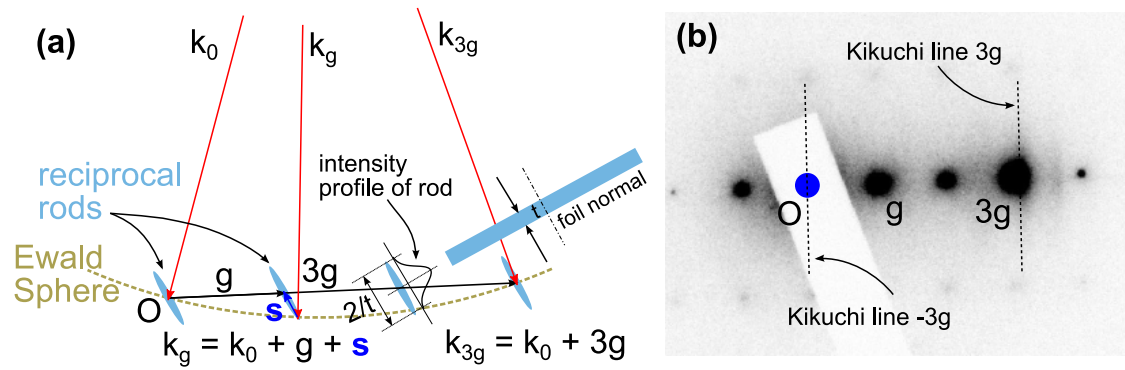 (a)
k0
kg
k3g
reciprocal
rods
intensity
profile of rod
t
foil normal
Ewald
Sphere
O
g
3g
s
2/t
kg = k0 + g + s
k3g = k0 + 3g
(b)
Kikuchi line 3g
O
g
3g
Kikuchi line -3g